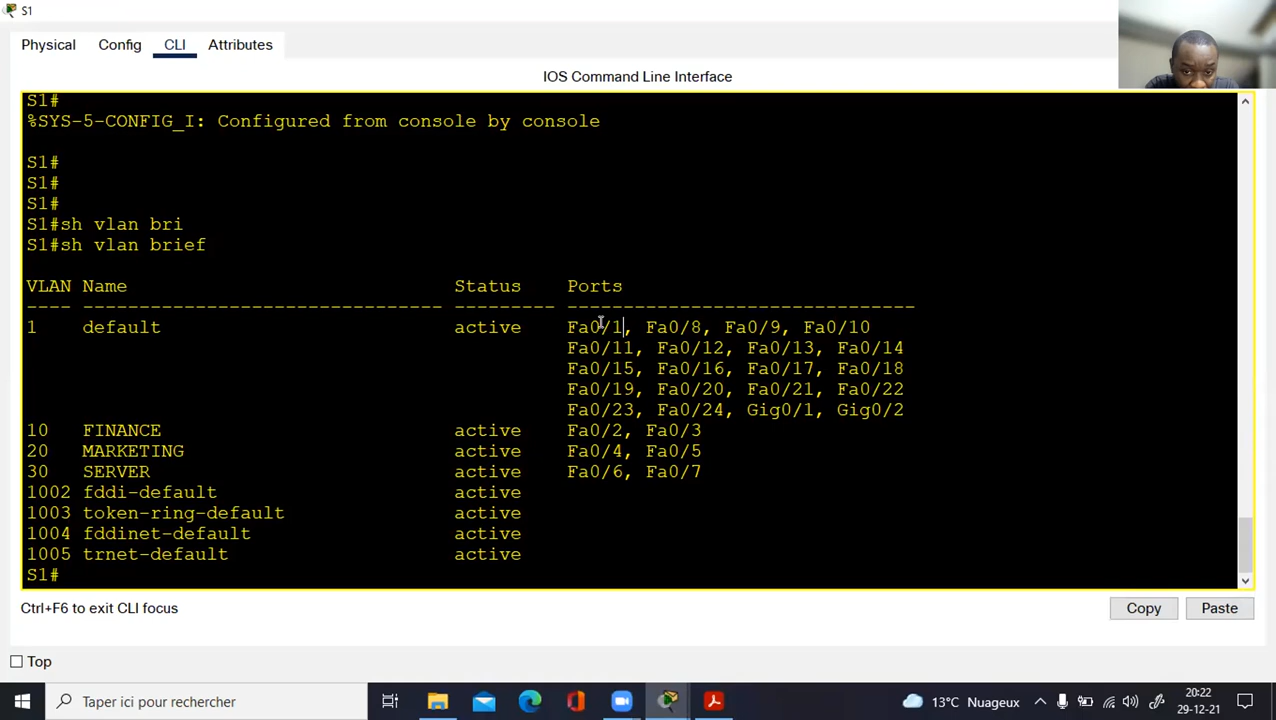 S1
Physical Config CLI Attributes
IOS Command Line Interface
S1#
%SYS-5-CONFIG_I: Configured from console by console
S1#
S1#
S1#
S1#sh vlan bri
S1#sh vlan brief
VLAN Name Status Ports
---- -------------------------------- --------- -------------------------------
1 default active Fa0/1, Fa0/8, Fa0/9, Fa0/10
Fa0/11, Fa0/12, Fa0/13, Fa0/14
Fa0/15, Fa0/16, Fa0/17, Fa0/18
Fa0/19, Fa0/20, Fa0/21, Fa0/22
Fa0/23, Fa0/24, Gig0/1, Gig0/2
10 FINANCE active Fa0/2, Fa0/3
20 MARKETING active Fa0/4, Fa0/5
30 SERVER active Fa0/6, Fa0/7
1002 fddi-default active
1003 token-ring-default active
1004 fddinet-default active
1005 trnet-default active
S1#
Ctrl+F6 to exit CLI focus
Copy Paste
Top
Taper ici pour rechercher
13°C Nuageux
20:22
29-12-21